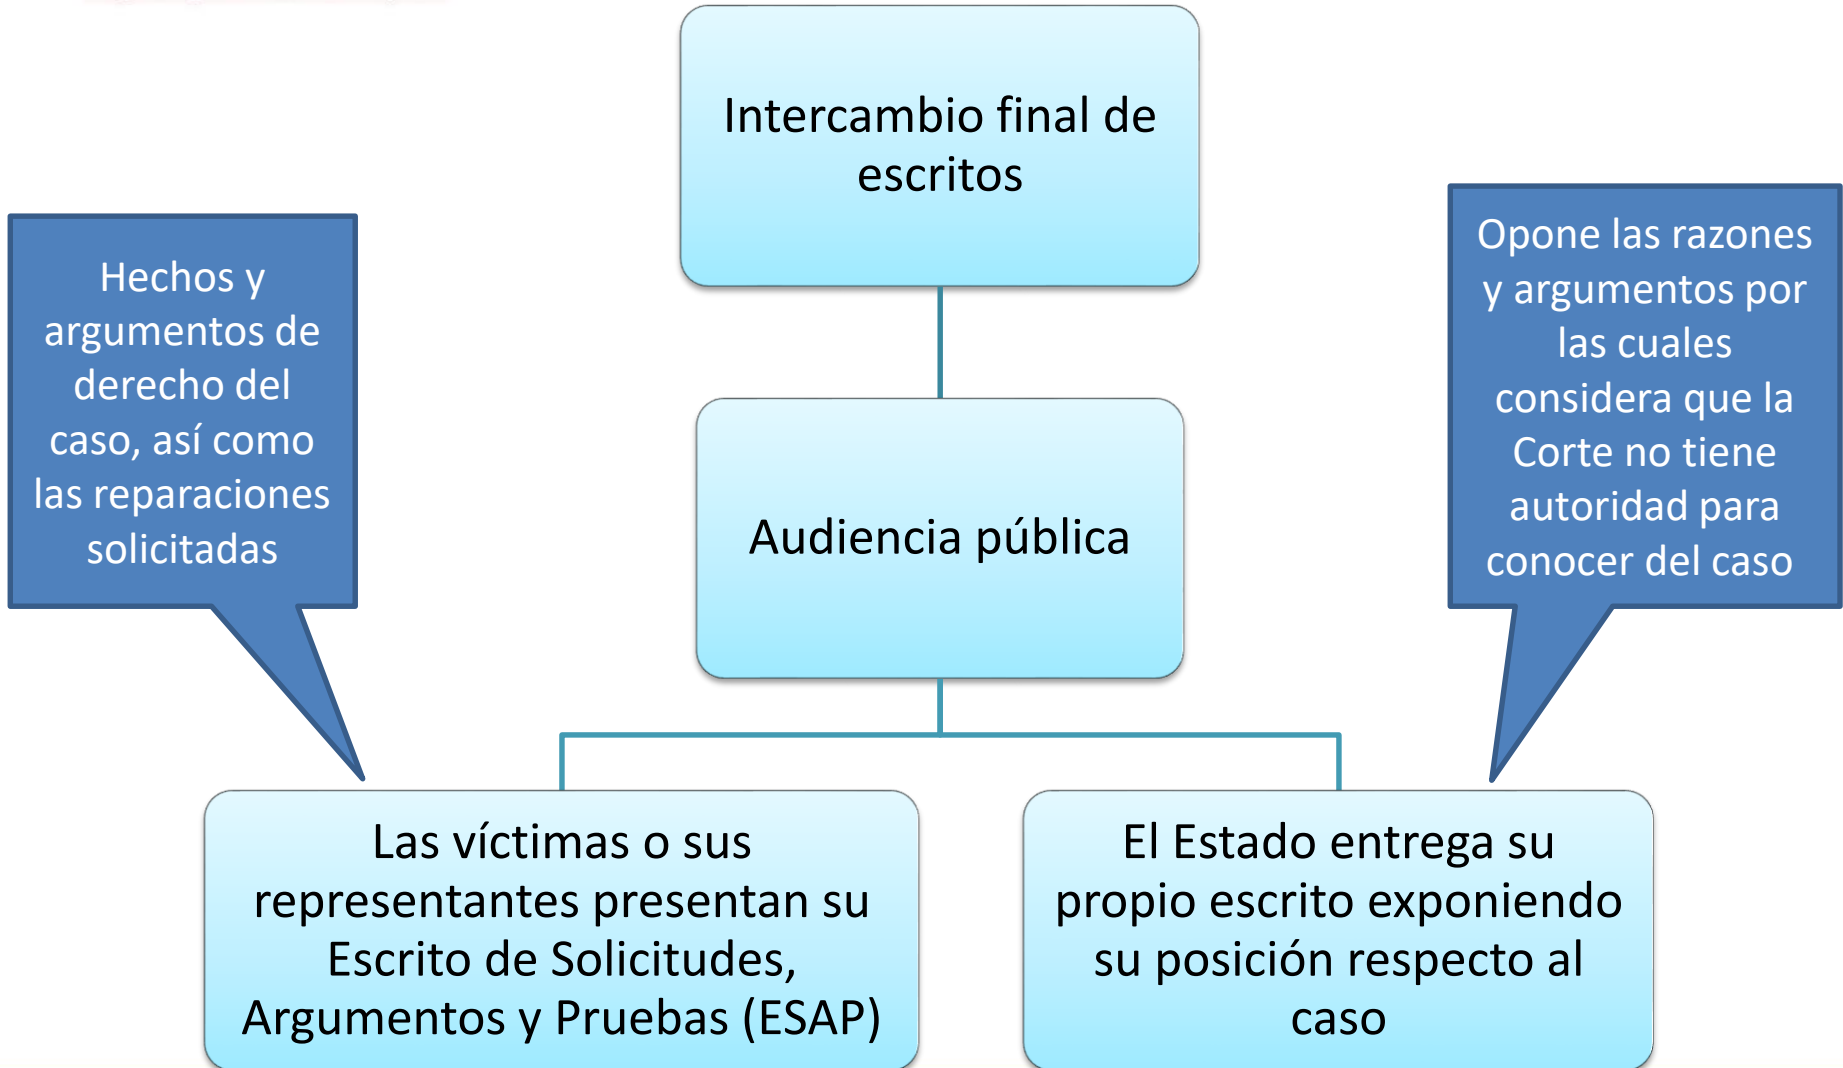 Intercambio final de
escritos
Hechos y
argumentos de
derecho del
caso, así como
las reparaciones
solicitadas
Opone las razones
y argumentos por
las cuales
considera que la
Corte no tiene
autoridad para
conocer del caso
Audiencia pública
Las víctimas o sus
representantes presentan su
Escrito de Solicitudes,
Argumentos y Pruebas (ESAP)
El Estado entrega su
propio escrito exponiendo
su posición respecto al
caso